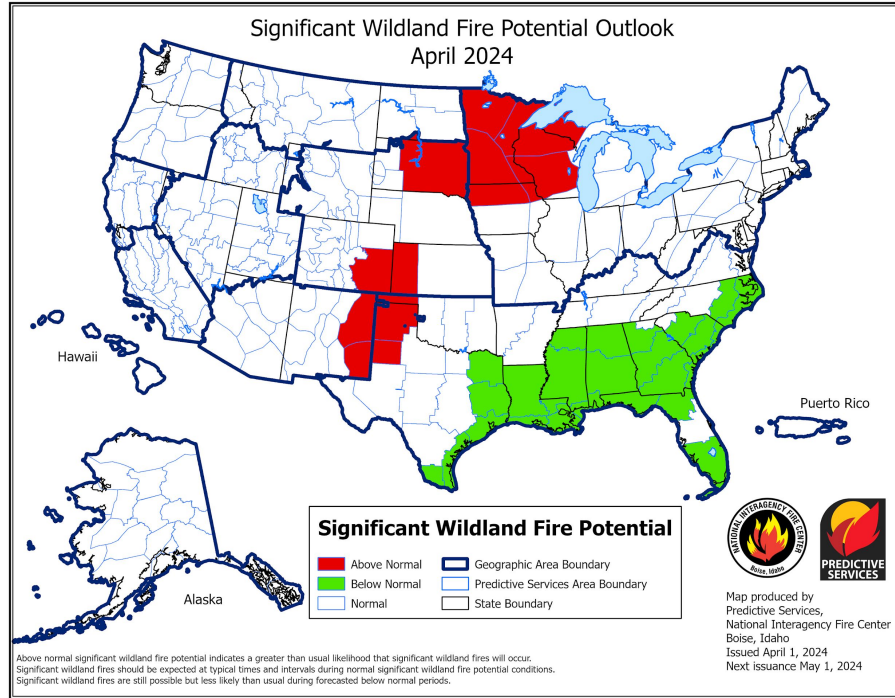 Significant Wildland Fire Potential Outlook
April 2024
Hawaii
Puerto Rico
Alaska
Significant Wildland Fire Potential
Above Normal
Below Normal
Normal
Geographic Area Boundary
Predictive Services Area Boundary
State Boundary
NATIONAL INTERAGENCY FIRE CENTER
Boise, Idaho
PREDICTIVE
SERVICES
Map produced by
Predictive Services,
National Interagency Fire Center
Boise, Idaho
Issued April 1, 2024
Next issuance May 1, 2024
Above normal significant wildland fire potential indicates a greater than usual likelihood that significant wildland fires will occur.
Significant wildland fires should be expected at typical times and intervals during normal significant wildland fire potential conditions.
Significant wildland fires are still possible but less likely than usual during forecasted below normal periods.